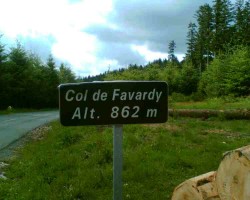 Col de Favardy
Alt. 862 m